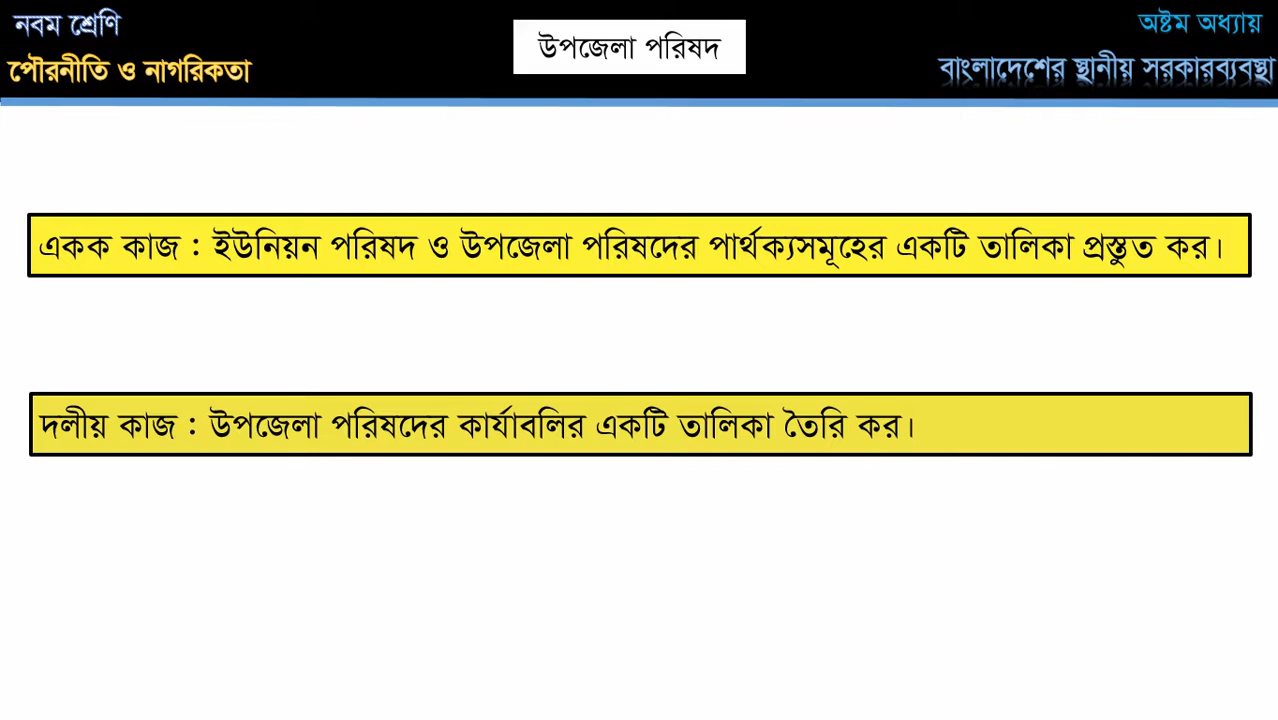 নবম শ্রেণি
পৌরনীতি ও নাগরিকতা
উপজেলা পরিষদ
অষ্টম অধ্যায়
বাংলাদেশের স্থানীয় সরকারব্যবস্থা
একক কাজ : ইউনিয়ন পরিষদ ও উপজেলা পরিষদের পার্থক্যসমূহের একটি তালিকা প্রস্তুত কর।
দলীয় কাজ : উপজেলা পরিষদের কার্যাবলির একটি তালিকা তৈরি কর।